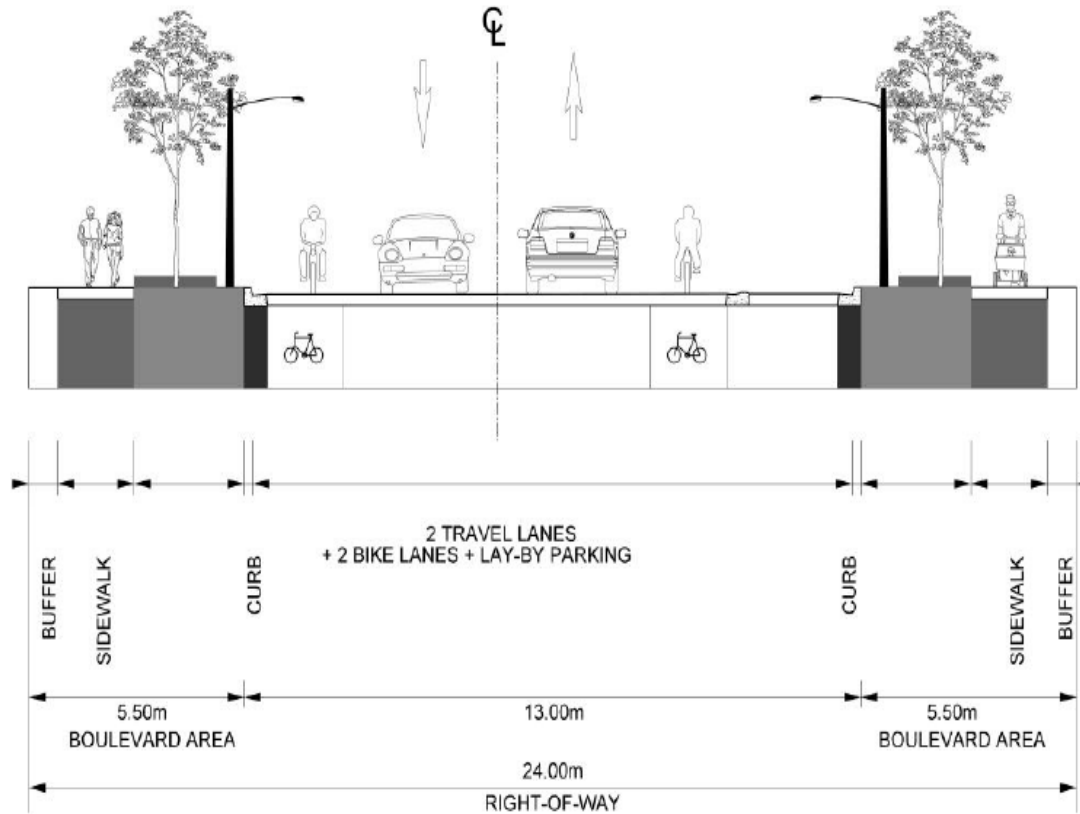 ℄
2 TRAVEL LANES
+ 2 BIKE LANES + LAY-BY PARKING
BUFFER
SIDEWALK
CURB
CURB
SIDEWALK
BUFFER
5.50m
13.00m
5.50m
BOULEVARD AREA
BOULEVARD AREA
24.00m
RIGHT-OF-WAY